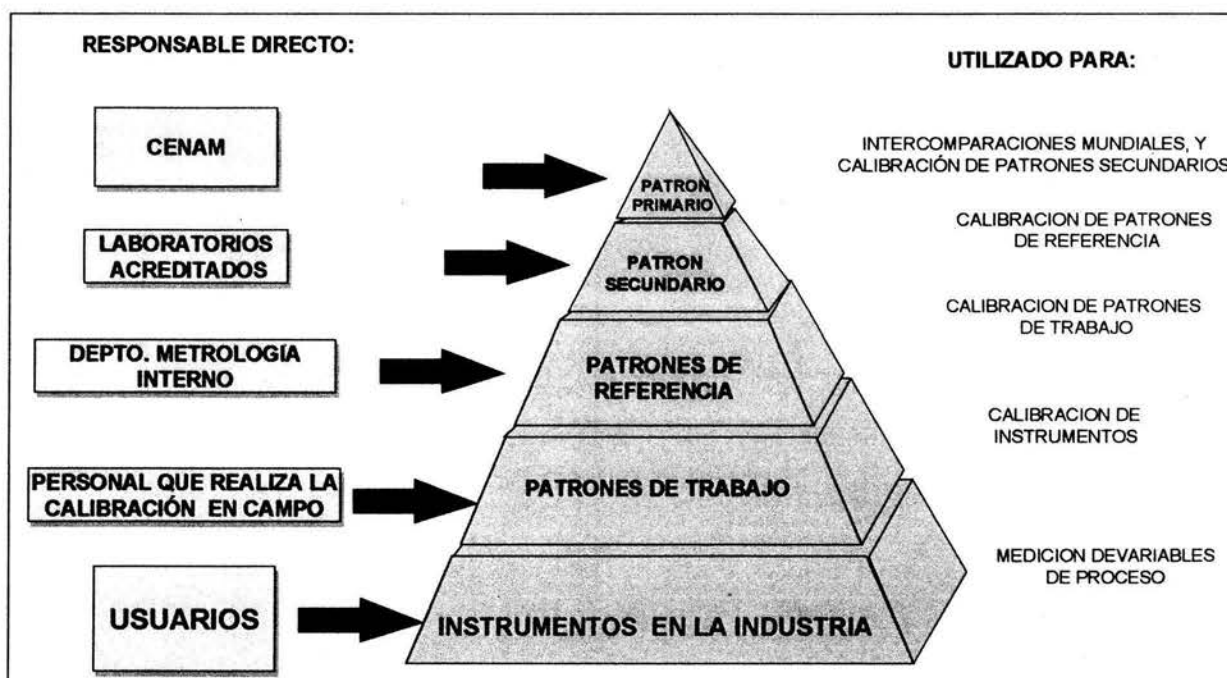 RESPONSABLE DIRECTO:
UTILIZADO PARA:
CENAM
PATRON
PRIMARIO
INTERCOMPARACIONES MUNDIALES, Y
CALIBRACIÓN DE PATRONES SECUNDARIOS
LABORATORIOS
ACREDITADOS
PATRON
SECUNDARIO
CALIBRACION DE PATRONES
DE REFERENCIA
DEPTO. METROLOGÍA
INTERNO
PATRONES DE
REFERENCIA
CALIBRACION DE PATRONES
DE TRABAJO
PERSONAL QUE REALIZA LA
CALIBRACIÓN EN CAMPO
PATRONES DE TRABAJO
CALIBRACION DE
INSTRUMENTOS
USUARIOS
INSTRUMENTOS EN LA INDUSTRIA
MEDICION DEVARIABLES
DE PROCESO